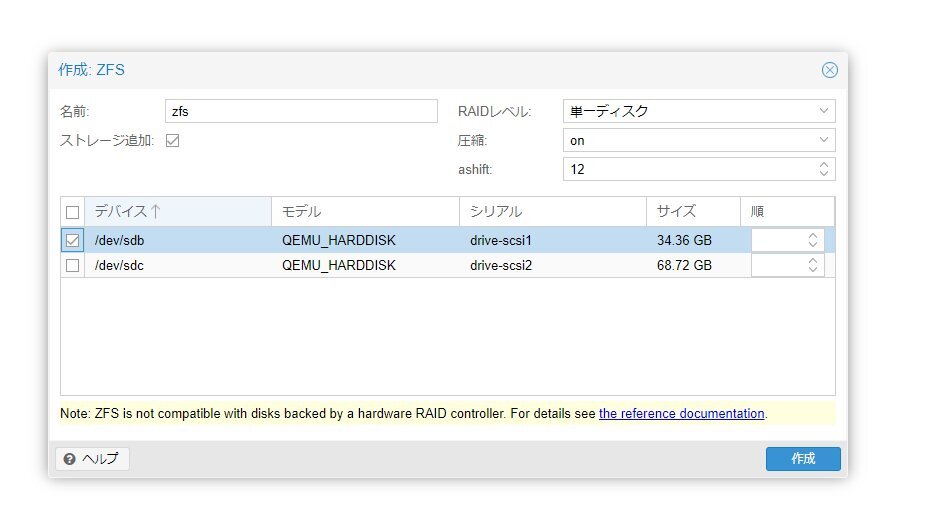 作成: ZFS
名前: zfs RAIDレベル: 単一ディスク
ストレージ追加: 圧縮: on
ashift: 12
デバイス↑ モデル シリアル サイズ 順
/dev/sdb QEMU_HARDDISK drive-scsi1 34.36 GB
/dev/sdc QEMU_HARDDISK drive-scsi2 68.72 GB
Note: ZFS is not compatible with disks backed by a hardware RAID controller. For details see the reference documentation.
ヘルプ 作成